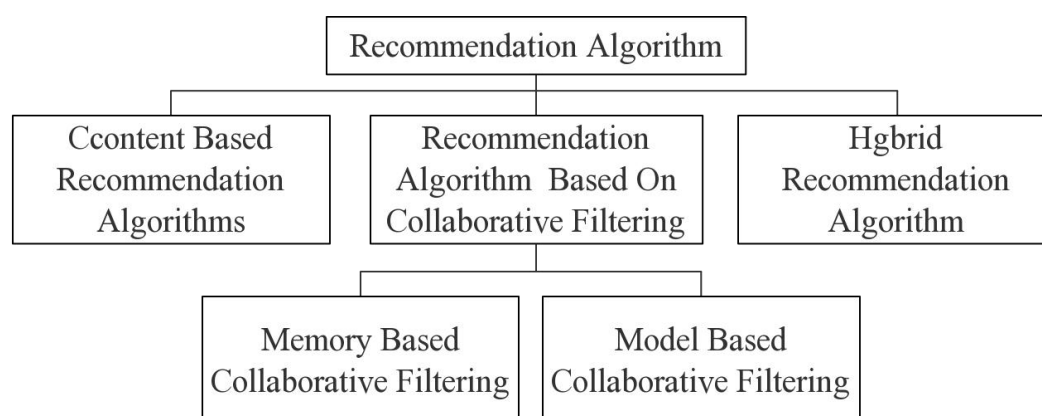 Recommendation Algorithm
Ccontent Based
Recommendation
Algorithms
Recommendation
Algorithm Based On
Collaborative Filtering
Hgbrid
Recommendation
Algorithm
Memory Based
Collaborative Filtering
Model Based
Collaborative Filtering